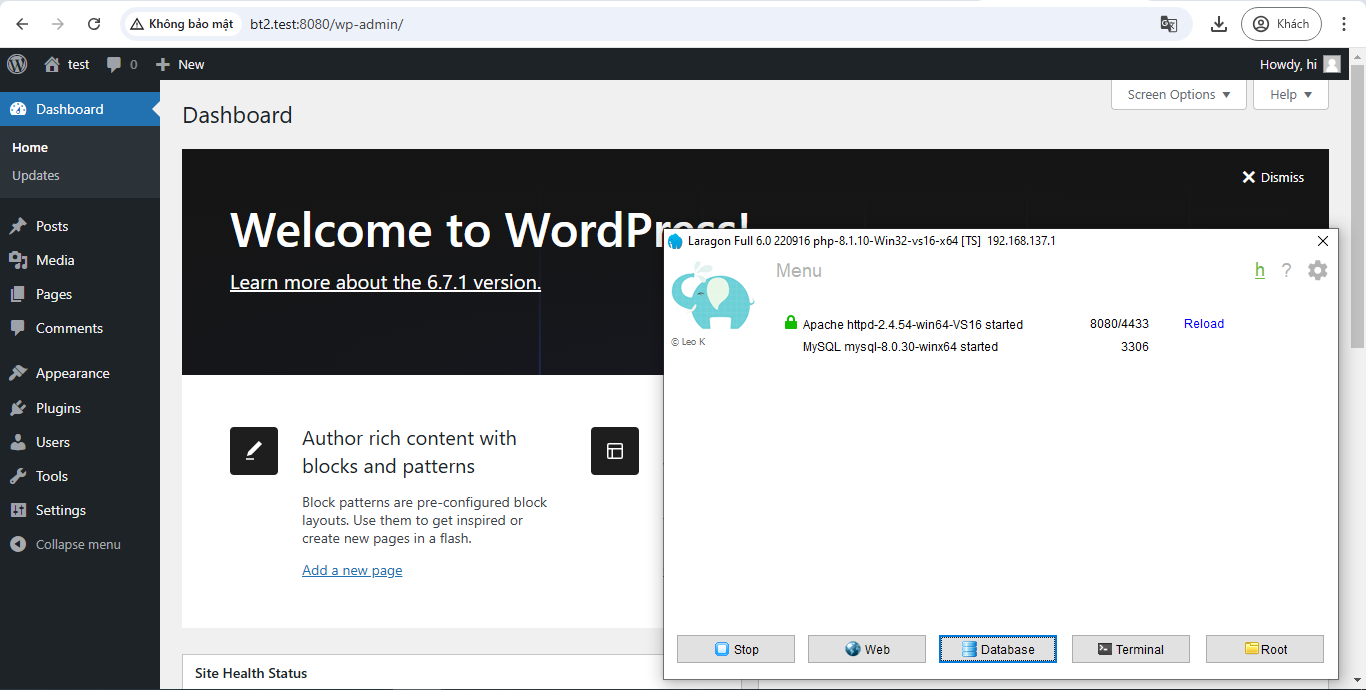 Không bảo mật
bt2.test:8080/wp-admin/
Khách
test
0
New
Howdy, hi
Dashboard
Home
Updates
Posts
Media
Pages
Comments
Appearance
Plugins
Users
Tools
Settings
Collapse menu
Dashboard
Screen Options
Help
Dismiss
Welcome to WordPress!
Learn more about the 6.7.1 version.
Author rich content with
blocks and patterns
Block patterns are pre-configured block
layouts. Use them to get inspired or
create new pages in a flash.
Add a new page
Site Health Status
Laragon Full 6.0 220916 php-8.1.10-Win32-vs16-x64 [TS] 192.168.137.1
© Leo K
Menu
h ?
Apache httpd-2.4.54-win64-VS16 started 8080/4433 Reload
MySQL mysql-8.0.30-winx64 started 3306
Stop
Web
Database
Terminal
Root